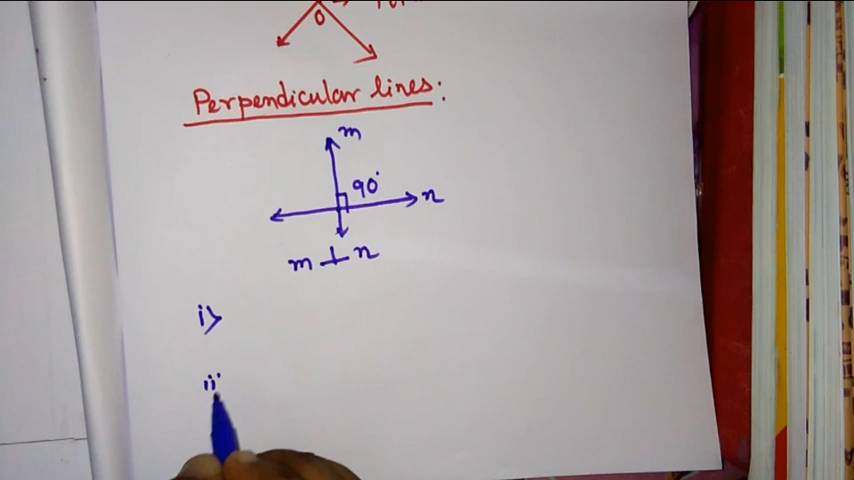 O
Perpendicular lines:
m
90°
n
m ⊥ n
i>
ii